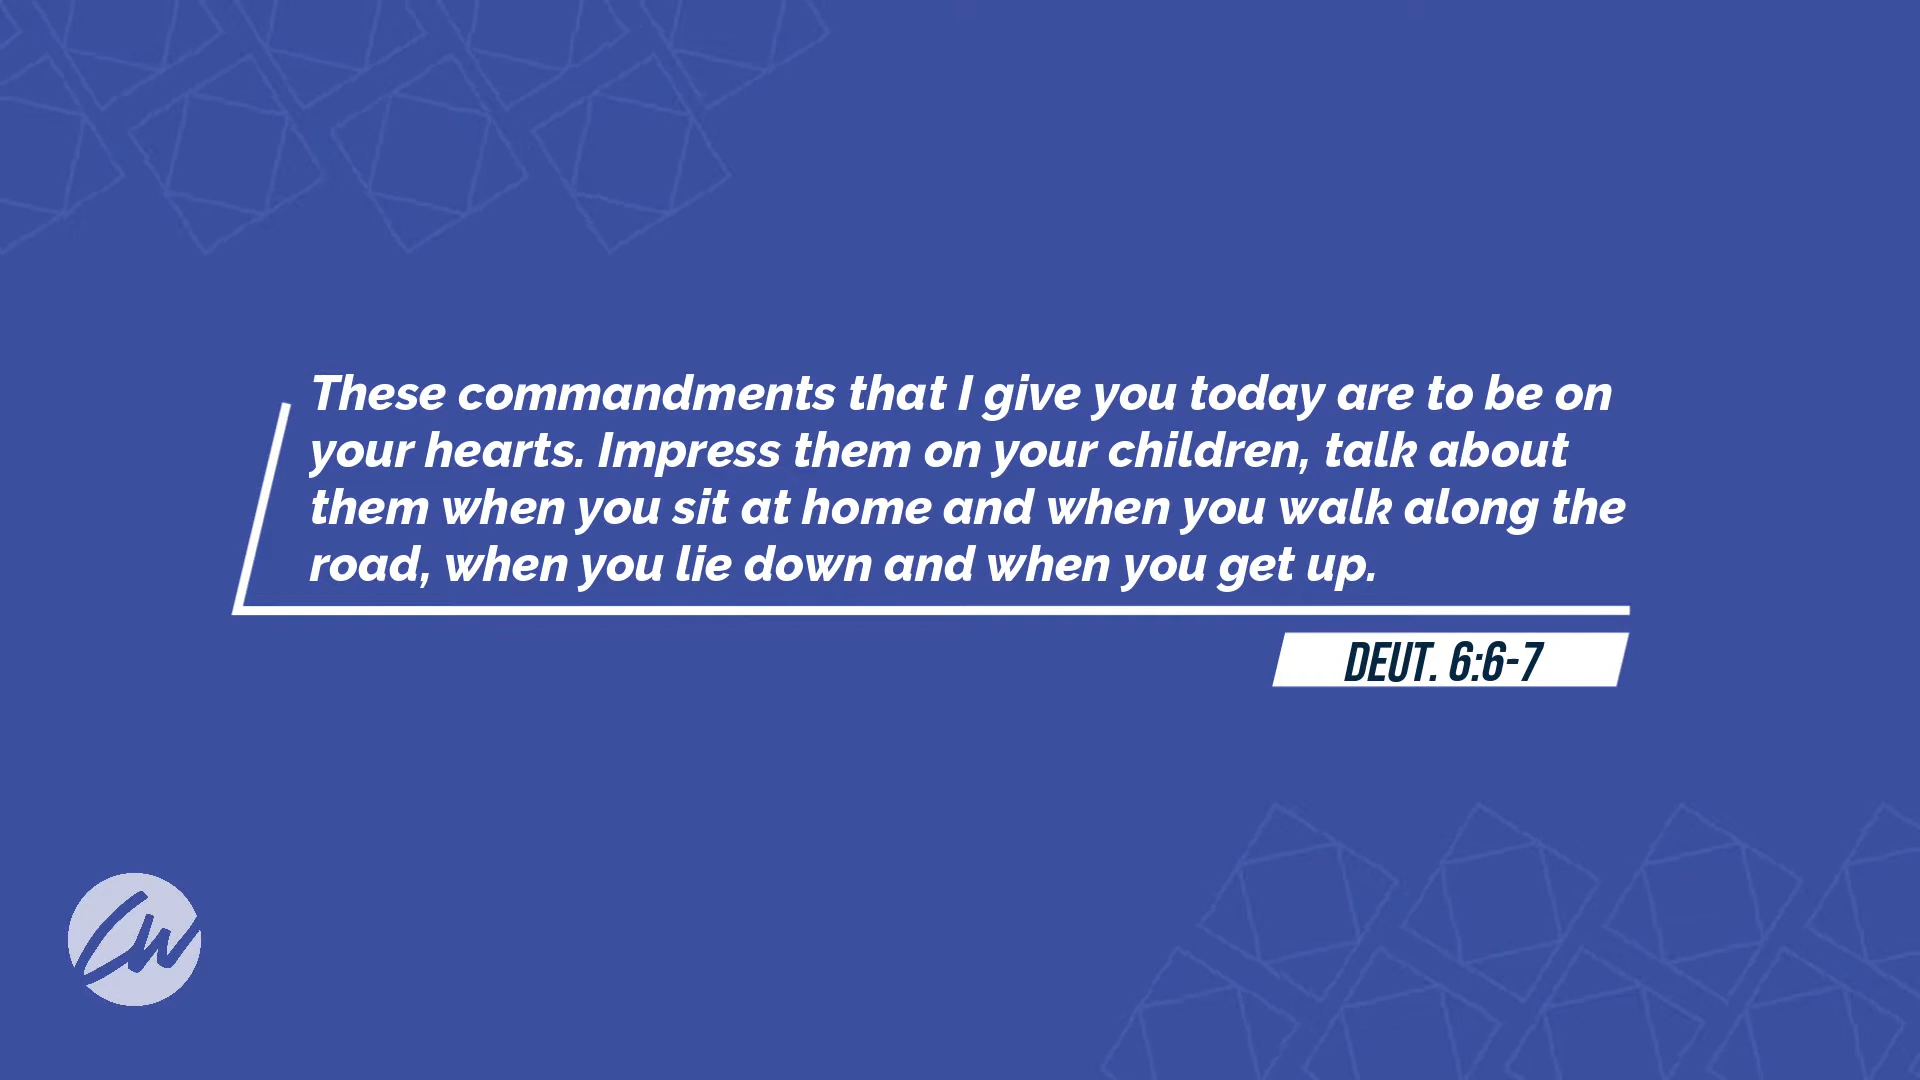 These commandments that I give you today are to be on
your hearts. Impress them on your children, talk about
them when you sit at home and when you walk along the
road, when you lie down and when you get up.
DEUT. 6:6-7
CW